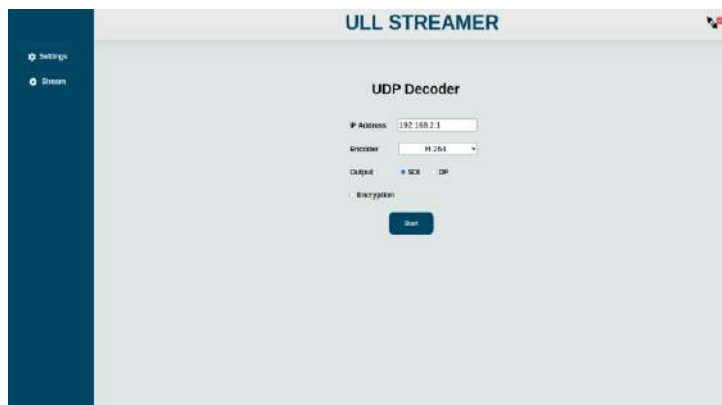 ULL STREAMER
Settings
Stream
UDP Decoder
IP Address 192.168.2.1
Encoder H.264
Output SDI DP
Encryption
Start